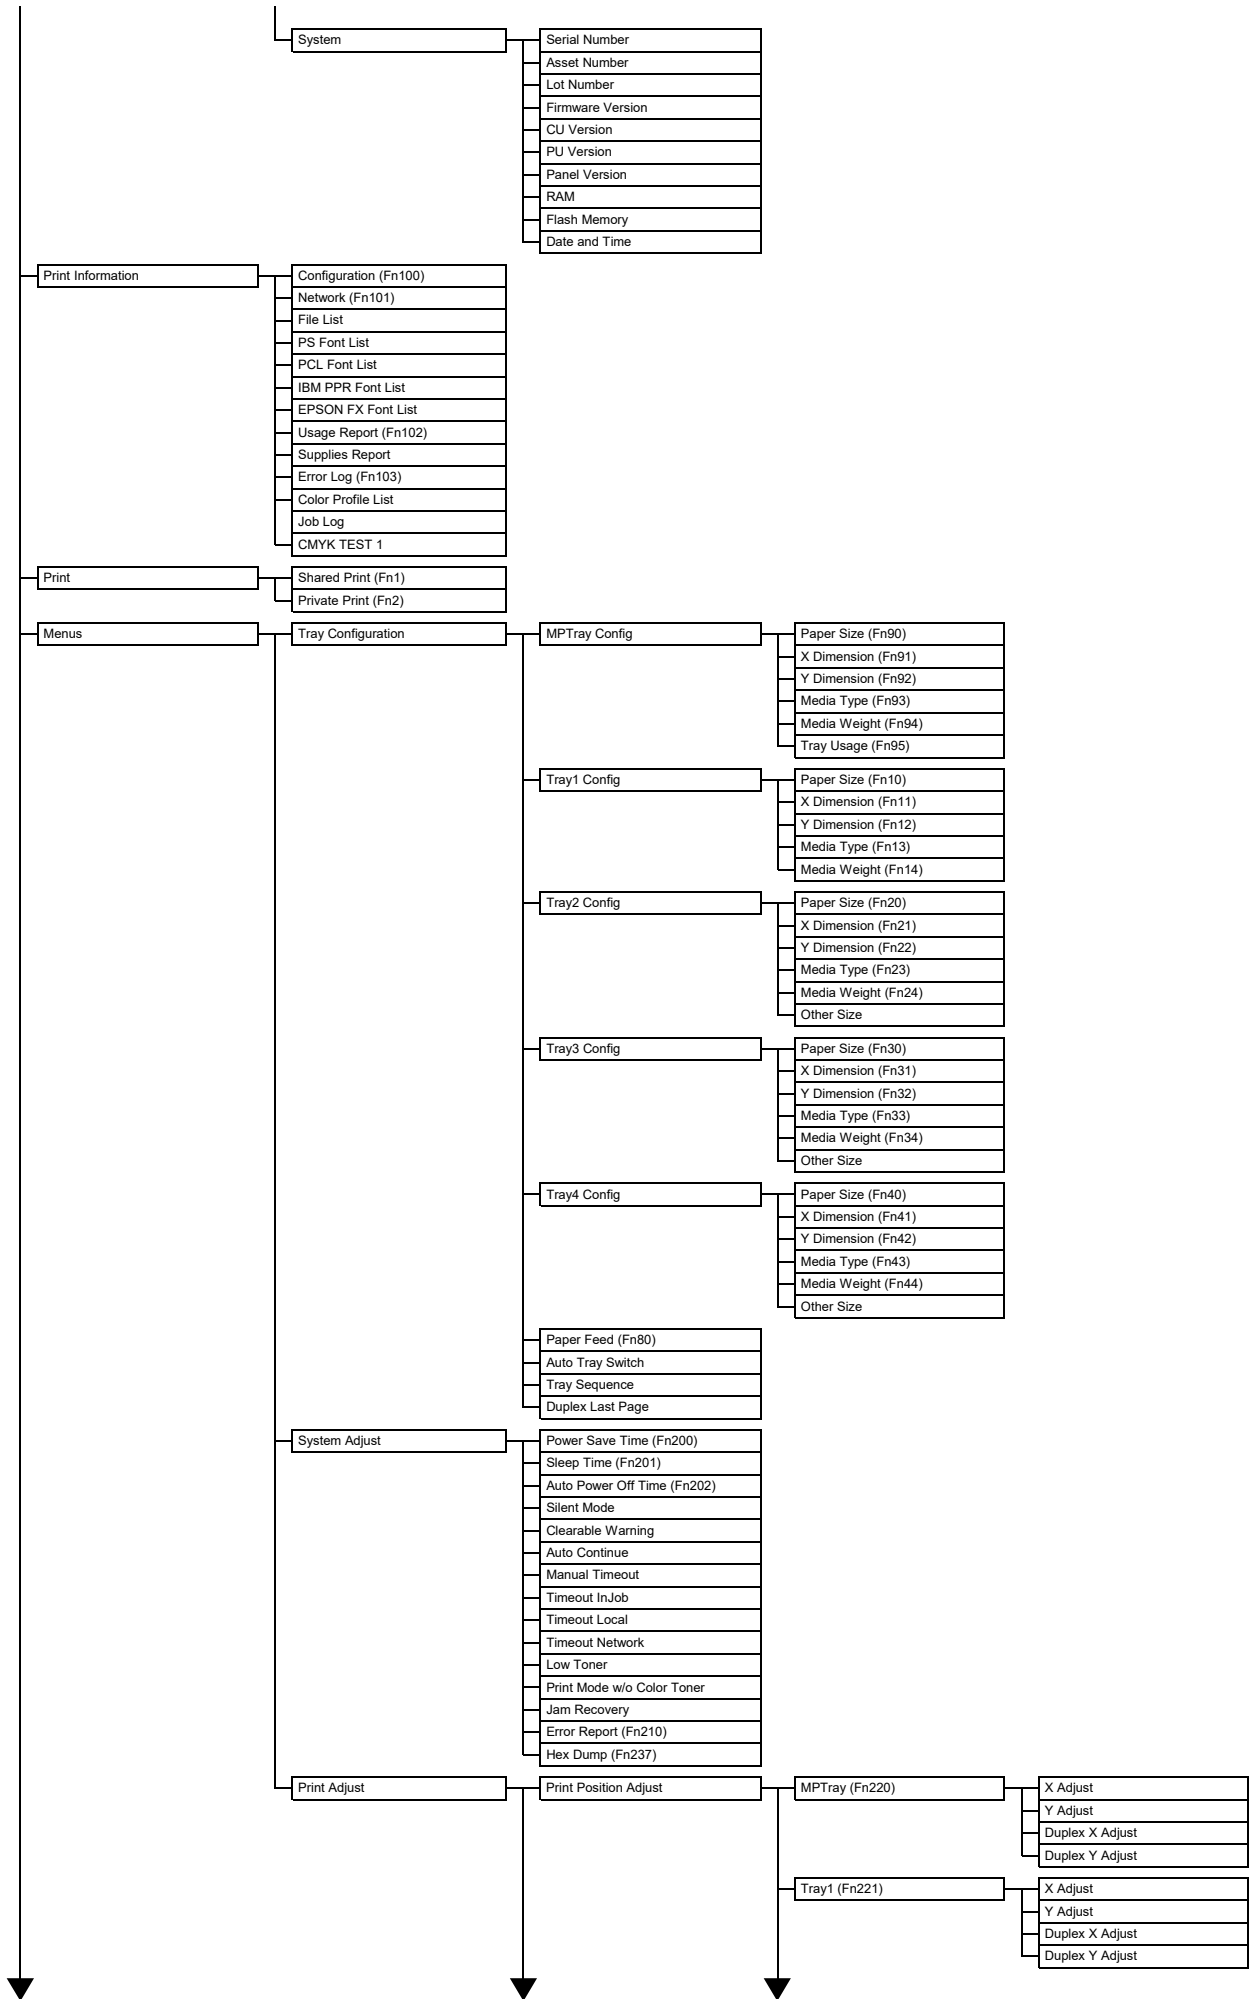 System
Serial Number
Asset Number
Lot Number
Firmware Version
CU Version
PU Version
Panel Version
RAM
Flash Memory
Date and Time
Print Information
Configuration (Fn100)
Network (Fn101)
File List
PS Font List
PCL Font List
IBM PPR Font List
EPSON FX Font List
Usage Report (Fn102)
Supplies Report
Error Log (Fn103)
Color Profile List
Job Log
CMYK TEST 1
Print
Shared Print (Fn1)
Private Print (Fn2)
Menus
Tray Configuration
MPTray Config
Paper Size (Fn90)
X Dimension (Fn91)
Y Dimension (Fn92)
Media Type (Fn93)
Media Weight (Fn94)
Tray Usage (Fn95)
Tray1 Config
Paper Size (Fn10)
X Dimension (Fn11)
Y Dimension (Fn12)
Media Type (Fn13)
Media Weight (Fn14)
Tray2 Config
Paper Size (Fn20)
X Dimension (Fn21)
Y Dimension (Fn22)
Media Type (Fn23)
Media Weight (Fn24)
Other Size
Tray3 Config
Paper Size (Fn30)
X Dimension (Fn31)
Y Dimension (Fn32)
Media Type (Fn33)
Media Weight (Fn34)
Other Size
Tray4 Config
Paper Size (Fn40)
X Dimension (Fn41)
Y Dimension (Fn42)
Media Type (Fn43)
Media Weight (Fn44)
Other Size
Paper Feed (Fn80)
Auto Tray Switch
Tray Sequence
Duplex Last Page
System Adjust
Power Save Time (Fn200)
Sleep Time (Fn201)
Auto Power Off Time (Fn202)
Silent Mode
Clearable Warning
Auto Continue
Manual Timeout
Timeout InJob
Timeout Local
Timeout Network
Low Toner
Print Mode w/o Color Toner
Jam Recovery
Error Report (Fn210)
Hex Dump (Fn237)
Print Adjust
Print Position Adjust
MPTray (Fn220)
X Adjust
Y Adjust
Duplex X Adjust
Duplex Y Adjust
Tray1 (Fn221)
X Adjust
Y Adjust
Duplex X Adjust
Duplex Y Adjust